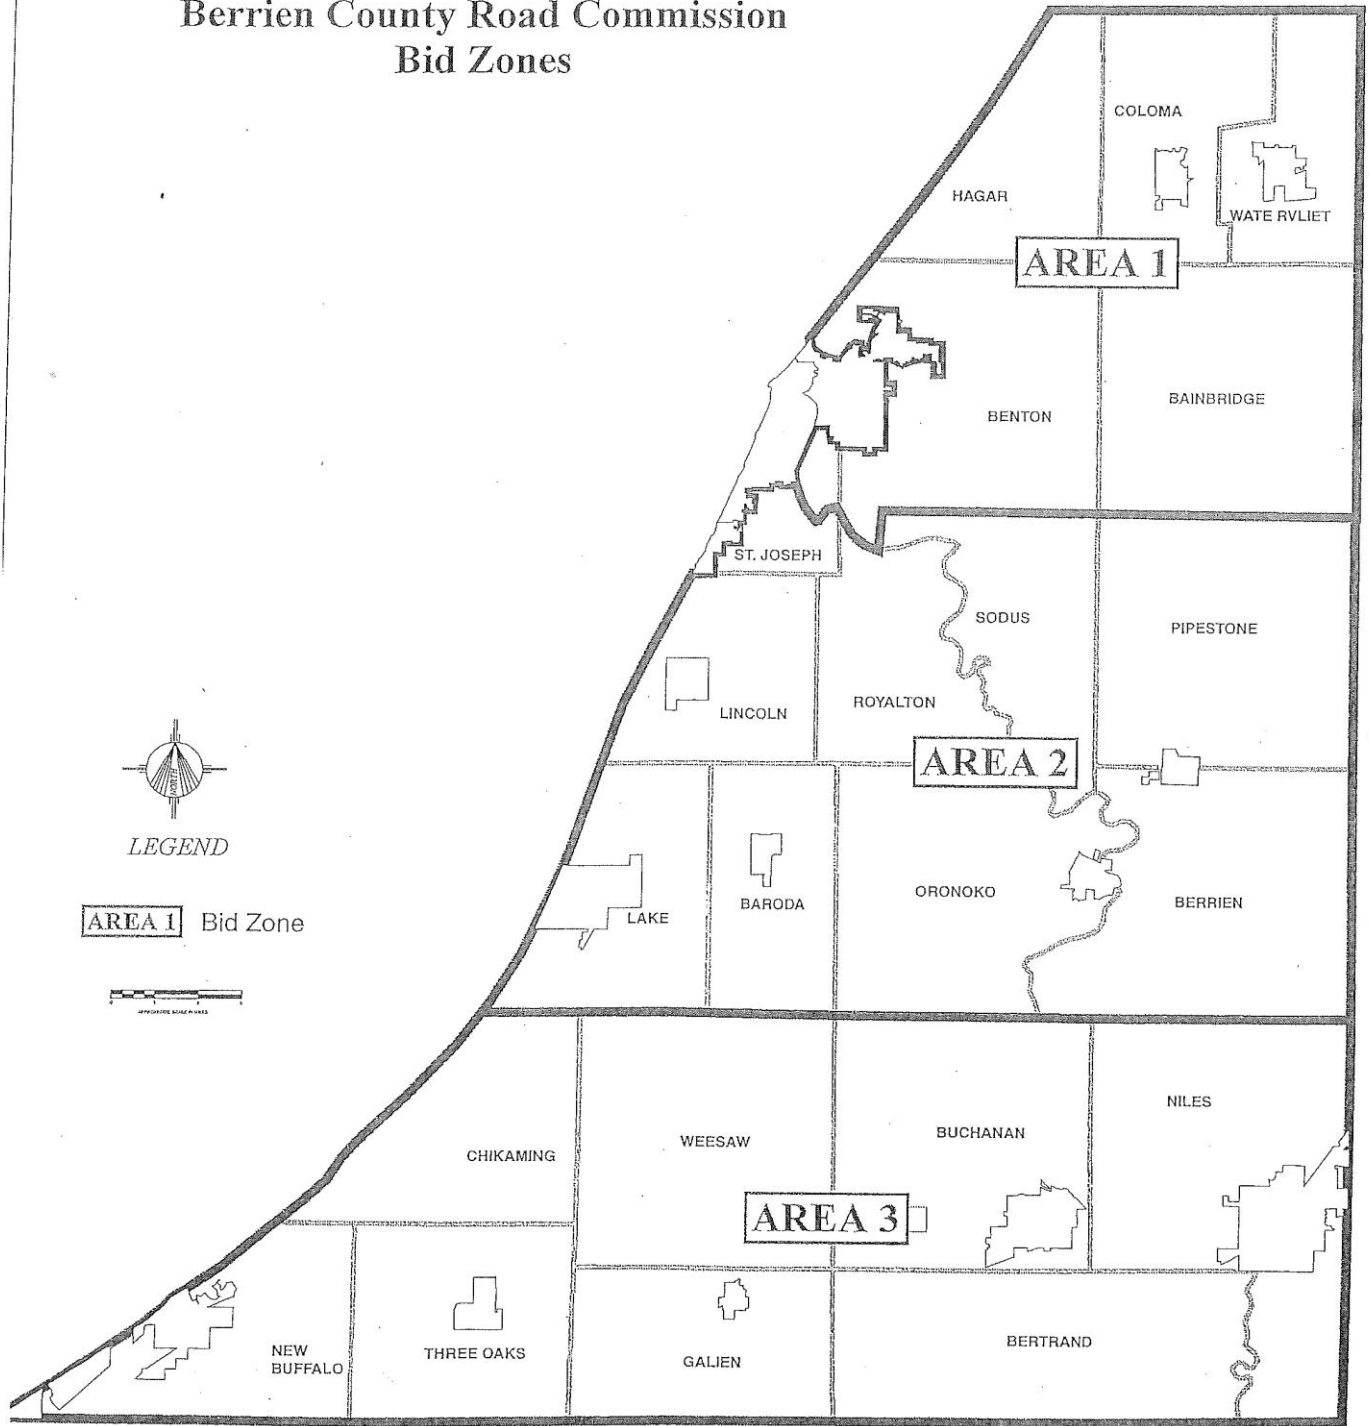 Berrien County Road Commission
Bid Zones
COLOMA
HAGAR
WATE RVLIET
AREA 1
BENTON
BAINBRIDGE
ST. JOSEPH
SODUS
PIPESTONE
LINCOLN
ROYALTON
AREA 2
LEGEND
AREA 1 Bid Zone
LAKE
BARODA
ORONOKO
BERRIEN
NILES
BUCHANAN
WEESAW
CHIKAMING
AREA 3
NEW
BUFFALO
THREE OAKS
GALIEN
BERTRAND